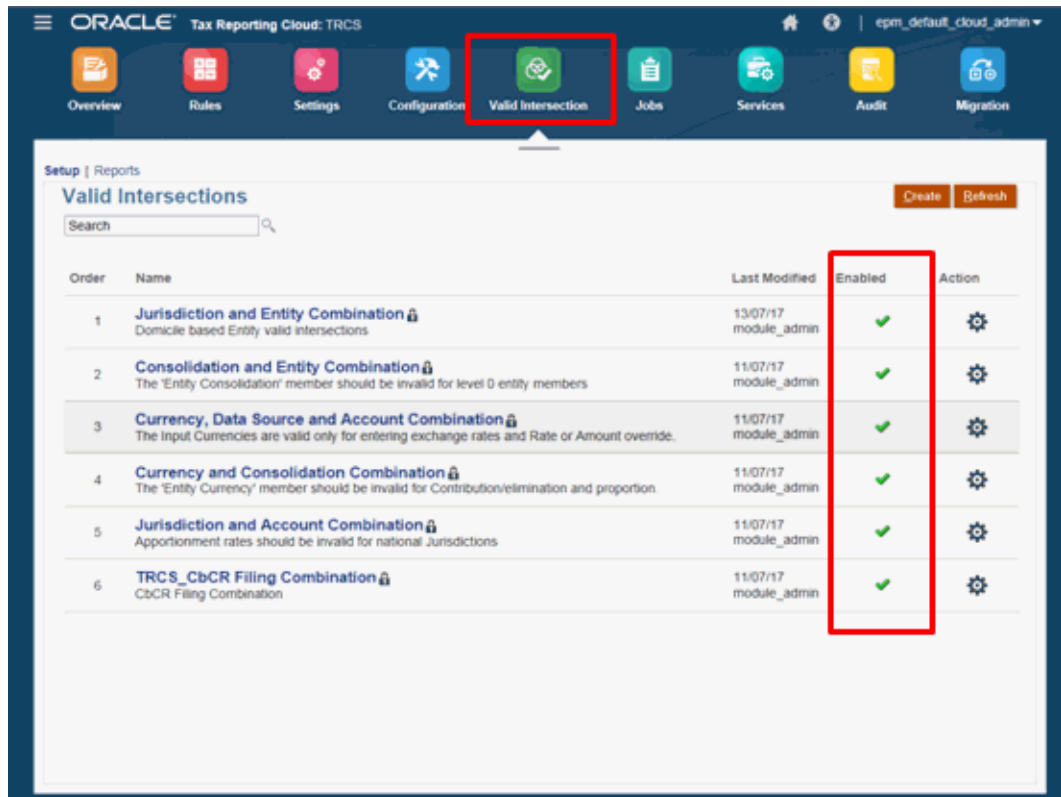 ORACLE® Tax Reporting Cloud: TRCS
epm_default_cloud_admin
Overview Rules Settings Configuration Valid Intersection Jobs Services Audit Migration
Setup | Reports
Valid Intersections
Create Refresh
Search
Order Name Last Modified Enabled Action
1 Jurisdiction and Entity Combination 13/07/17
Domicile based Entity valid intersections module_admin
2 Consolidation and Entity Combination 11/07/17
The 'Entity Consolidation' member should be invalid for level 0 entity members module_admin
3 Currency, Data Source and Account Combination 11/07/17
The Input Currencies are valid only for entering exchange rates and Rate or Amount override. module_admin
4 Currency and Consolidation Combination 11/07/17
The 'Entity Currency' member should be invalid for Contribution/elimination and proportion. module_admin
5 Jurisdiction and Account Combination 11/07/17
Apportionment rates should be invalid for national Jurisdictions module_admin
6 TRCS_CbCR Filing Combination 11/07/17
CbCR Filing Combination module_admin